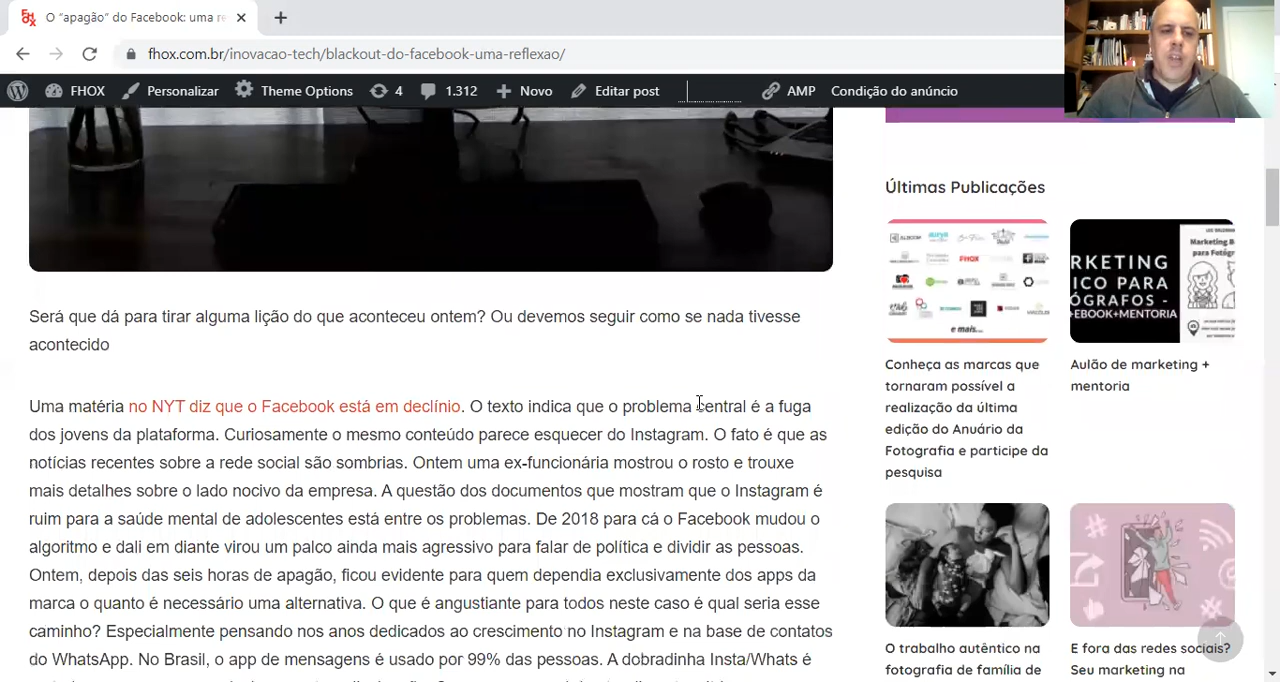 O “apagão” do Facebook: uma re
fhox.com.br/inovacao-tech/blackout-do-facebook-uma-reflexao/
FHOX Personalizar Theme Options 4 1.312 Novo Editar post AMP Condição do anúncio
Será que dá para tirar alguma lição do que aconteceu ontem? Ou devemos seguir como se nada tivesse
acontecido
Uma matéria no NYT diz que o Facebook está em declínio. O texto indica que o problema central é a fuga
dos jovens da plataforma. Curiosamente o mesmo conteúdo parece esquecer do Instagram. O fato é que as
notícias recentes sobre a rede social são sombrias. Ontem uma ex-funcionária mostrou o rosto e trouxe
mais detalhes sobre o lado nocivo da empresa. A questão dos documentos que mostram que o Instagram é
ruim para a saúde mental de adolescentes está entre os problemas. De 2018 para cá o Facebook mudou o
algoritmo e dali em diante virou um palco ainda mais agressivo para falar de política e dividir as pessoas.
Ontem, depois das seis horas de apagão, ficou evidente para quem dependia exclusivamente dos apps da
marca o quanto é necessário uma alternativa. O que é angustiante para todos neste caso é qual seria esse
caminho? Especialmente pensando nos anos dedicados ao crescimento no Instagram e na base de contatos
do WhatsApp. No Brasil, o app de mensagens é usado por 99% das pessoas. A dobradinha Insta/Whats é
Últimas Publicações
FHOX
e mais.
Conheça as marcas que
tornaram possível a
realização da última
edição do Anuário da
Fotografia e participe da
pesquisa
RKETING
ICO PARA
ÓGRAFOS -
+EBOOK+MENTORIA
Marketing B
para Fotógr
Aulão de marketing +
mentoria
O trabalho autêntico na
fotografia de família de
E fora das redes sociais?
Seu marketing na